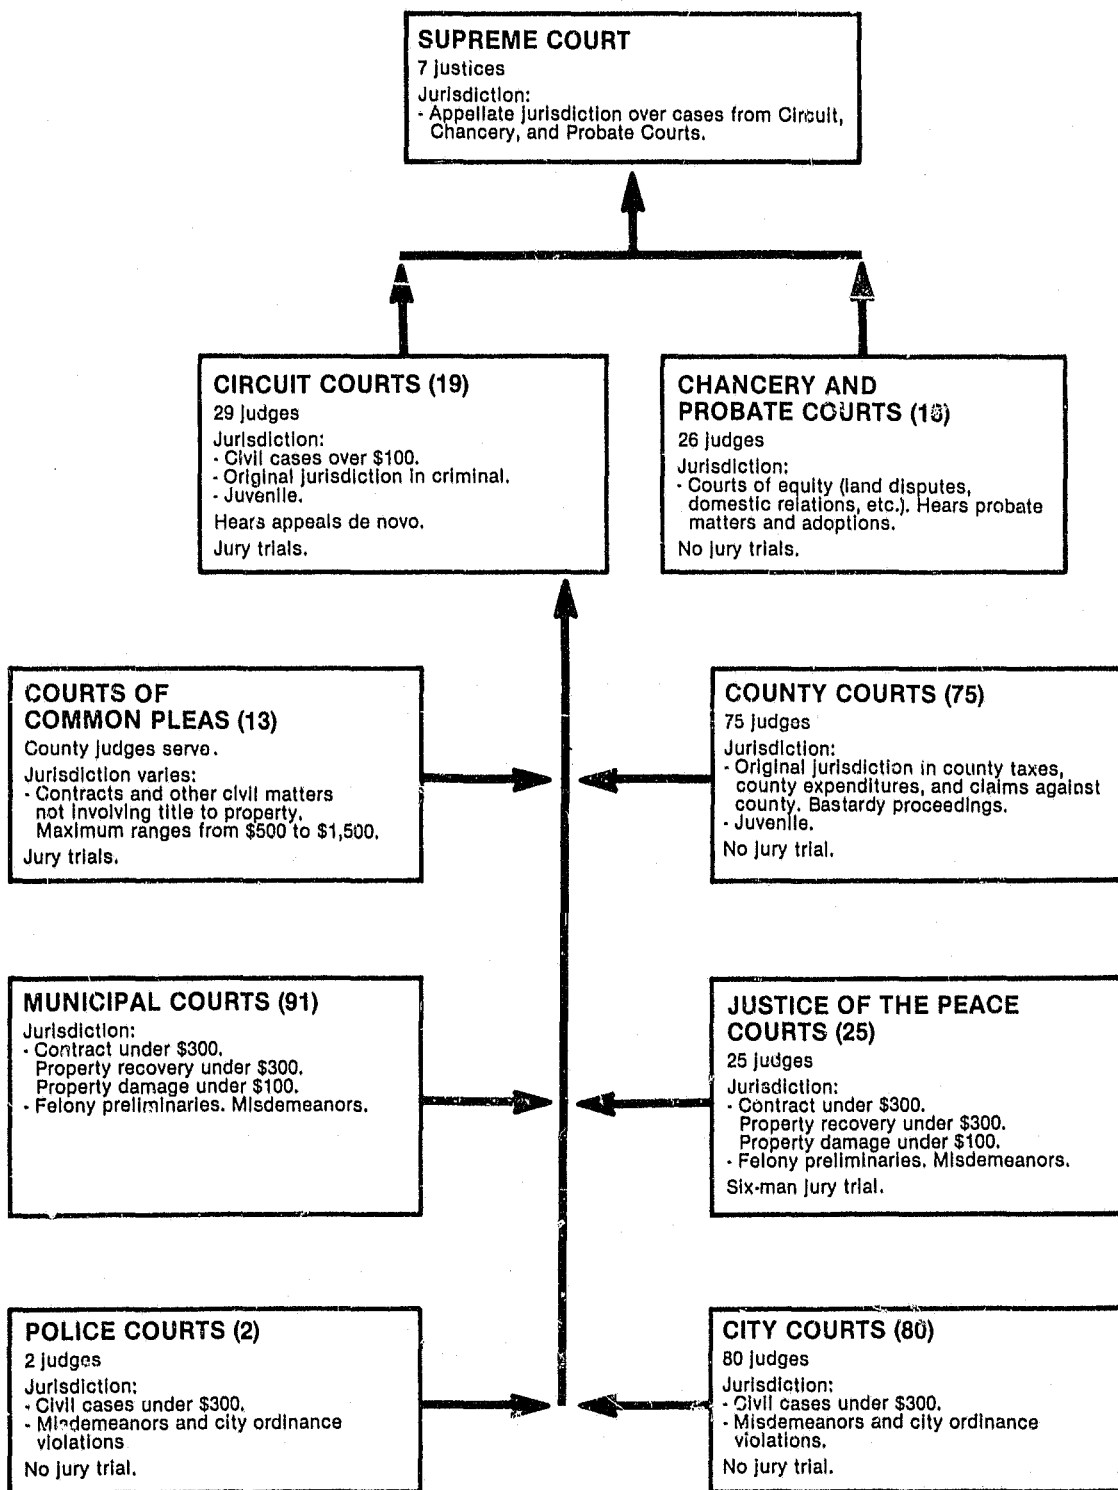 SUPREME COURT
7 justices
Jurisdiction:
- Appellate jurisdiction over cases from Circuit,
Chancery, and Probate Courts.
CIRCUIT COURTS (19)
29 judges
Jurisdiction:
- Civil cases over $100.
- Original jurisdiction in criminal.
- Juvenile.
Hears appeals de novo.
Jury trials.
CHANCERY AND
PROBATE COURTS
26 judges
Jurisdiction:
- Courts of equity (land disputes,
domestic relations, etc.). Hears probate
matters and adoptions.
No jury trials.
COURTS OF
COMMON PLEAS (13)
County judges serve.
Jurisdiction varies:
- Contracts and other civil matters
not involving title to property.
Maximum ranges from $500 to $1,500.
Jury trials.
COUNTY COURTS (75)
75 judges
Jurisdiction:
- Original jurisdiction in county taxes,
county expenditures, and claims against
county. Bastardy proceedings.
- Juvenile.
No jury trial.
MUNICIPAL COURTS (91)
Jurisdiction:
- Contract under $300.
Property recovery under $300.
Property damage under $100.
- Felony preliminaries. Misdemeanors.
JUSTICE OF THE PEACE
COURTS (25)
25 judges
Jurisdiction:
- Contract under $300.
Property recovery under $300.
Property damage under $100.
- Felony preliminaries. Misdemeanors.
Six-man jury trial.
POLICE COURTS (2)
2 judges
Jurisdiction:
- Civil cases under $300.
- Misdemeanors and city ordinance
violations
No jury trial.
CITY COURTS (80)
80 judges
Jurisdiction:
- Civil cases under $300.
- Misdemeanors and city ordinance
violations.
No jury trial.